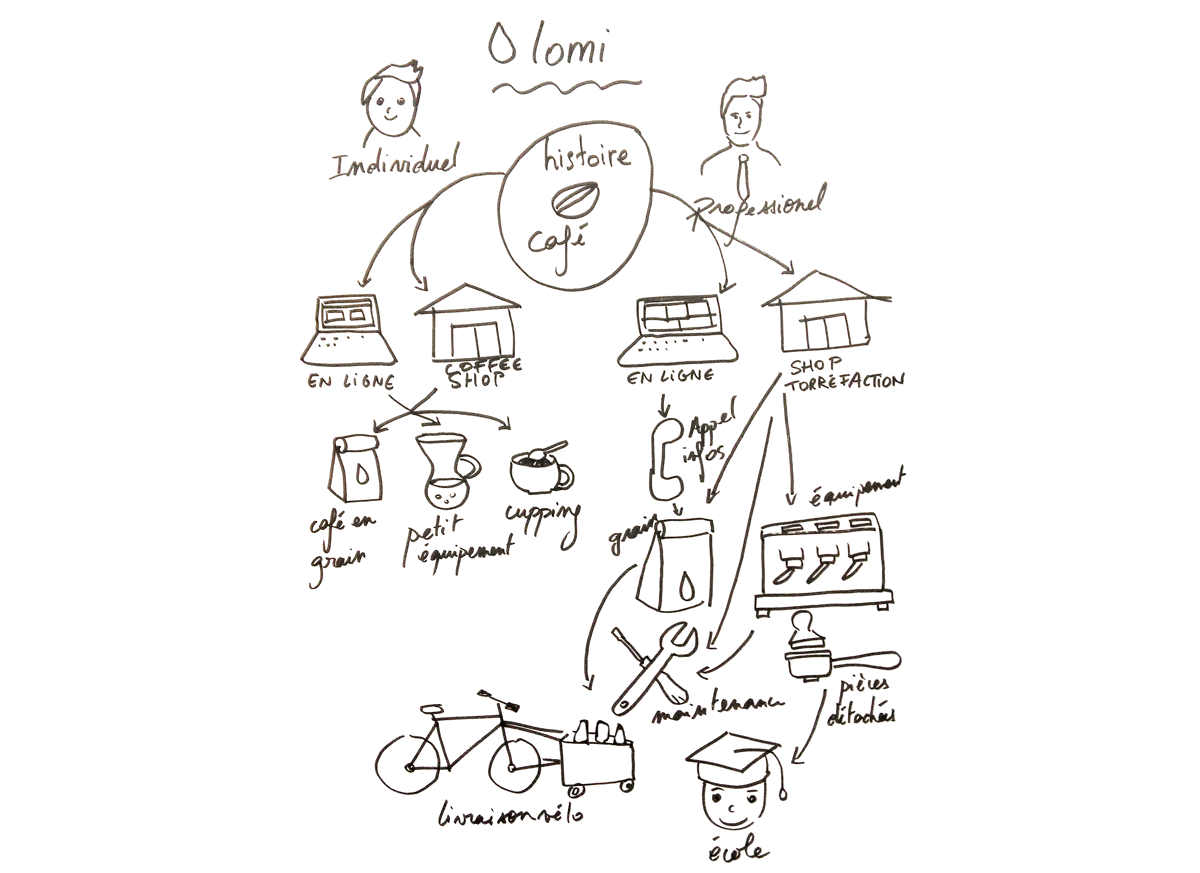 lomi
Individuel
histoire
café
Professionel
EN LIGNE
COFFEE
SHOP
EN LIGNE
SHOP
TORRÉFACTION
Appel
infos
café en
grain
petit
équipement
cupping
grain
équipement
maintenance
pièces
détachées
livraison vélo
école